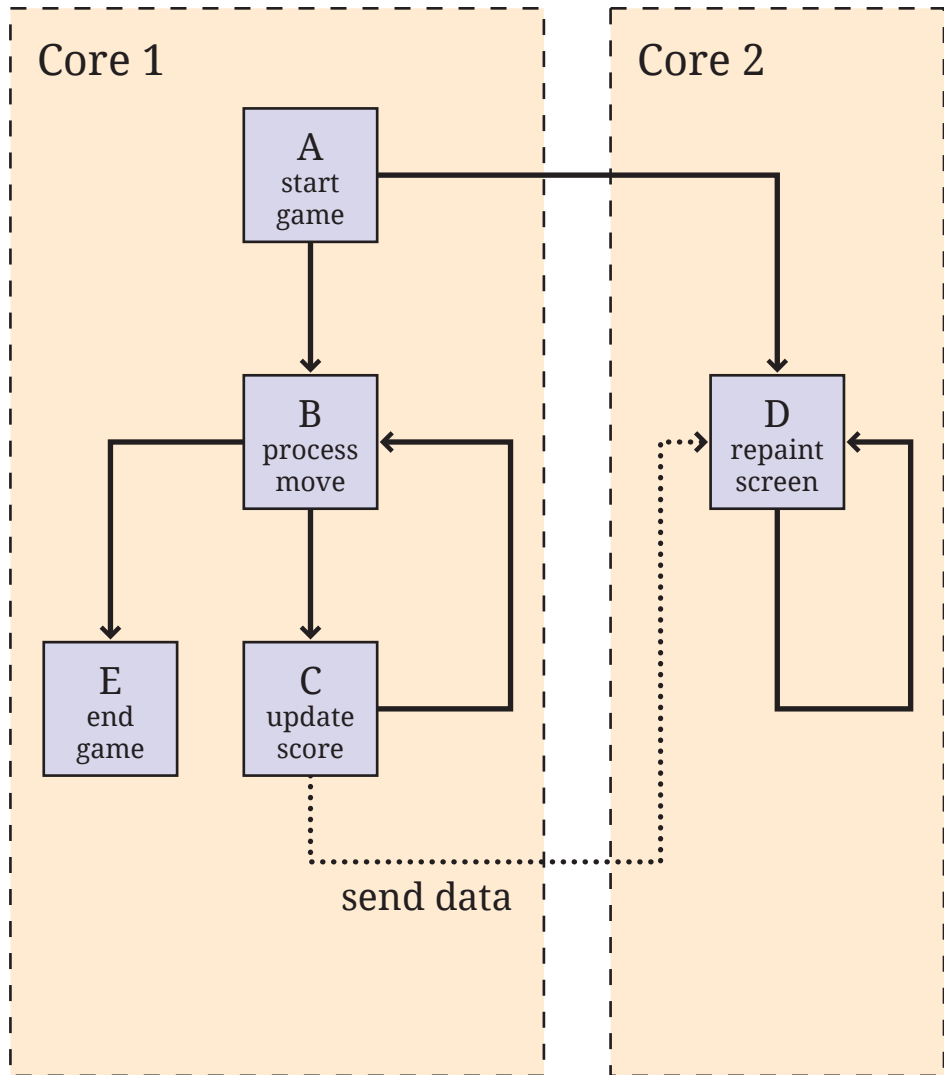 Core 1
Core 2
A
start
game
B
process
move
D
repaint
screen
E
end
game
C
update
score
send data